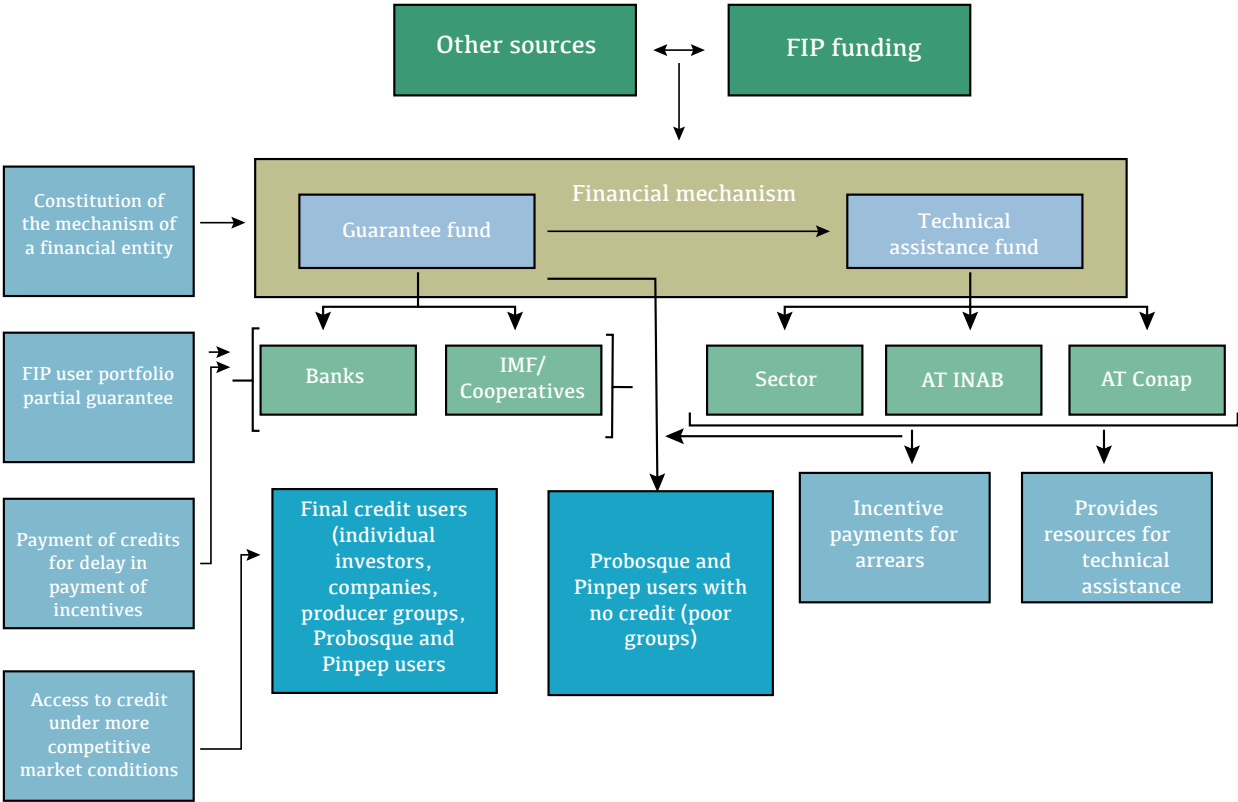 Other sources
FIP funding
Financial mechanism
Constitution of
the mechanism of
a financial entity
Guarantee fund
Technical
assistance fund
FIP user portfolio
partial guarantee
Banks
IMF/
Cooperatives
Sector
AT INAB
AT Conap
Payment of credits
for delay in
payment of
incentives
Final credit users
(individual
investors,
companies,
producer groups,
Probosque and
Pinpep users
Probosque and
Pinpep users with
no credit (poor
groups)
Incentive
payments for
arrears
Provides
resources for
technical
assistance
Access to credit
under more
competitive
market conditions